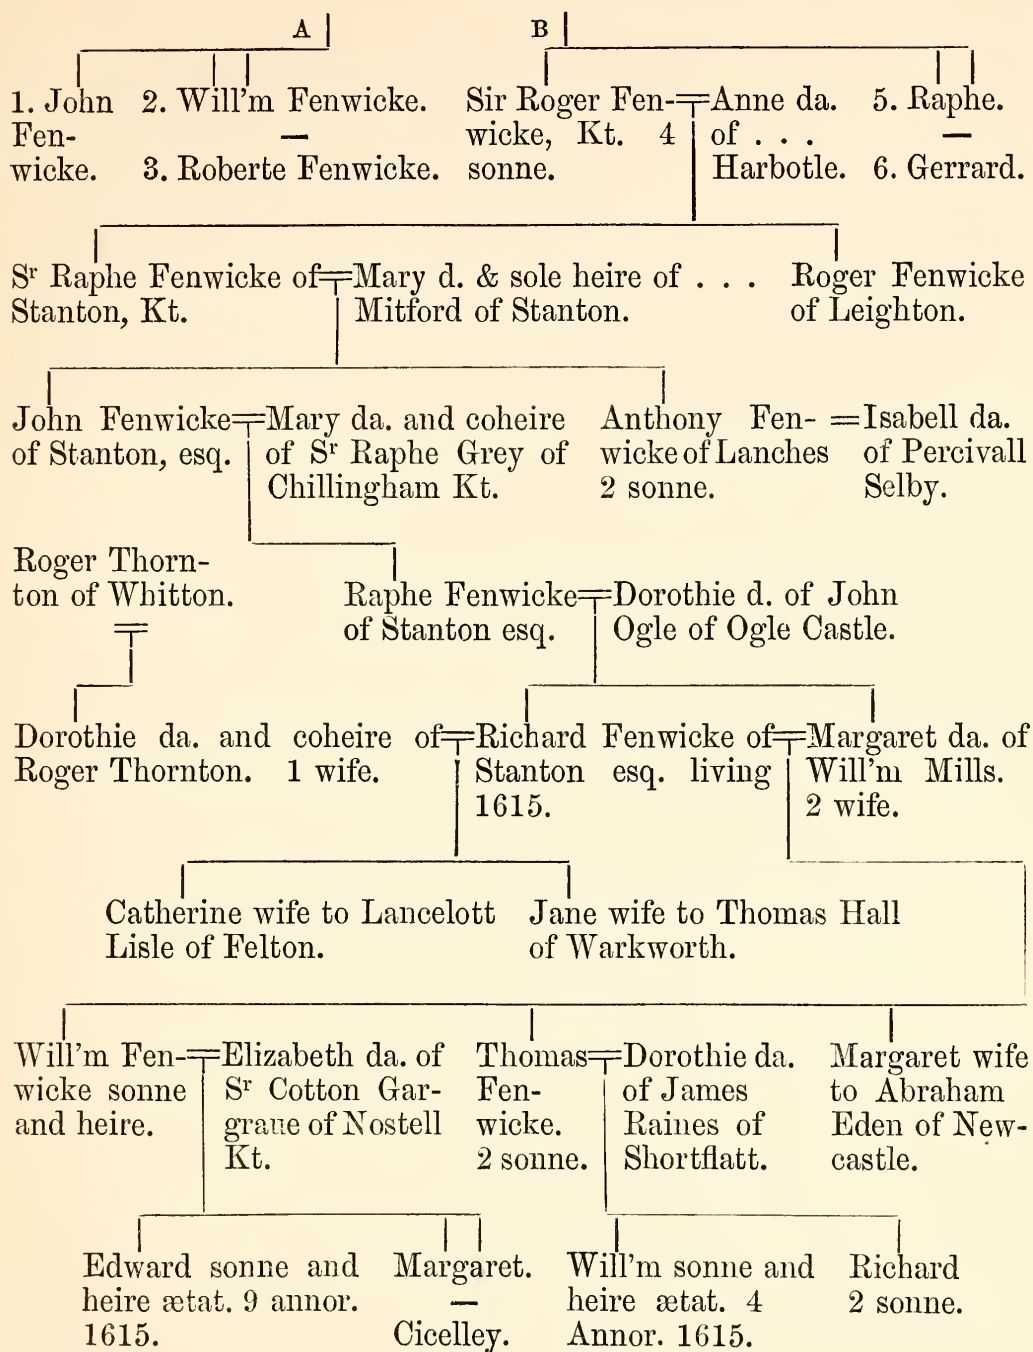 A B
1. John 2. Will'm Fenwicke. Sir Roger Fen- Anne da. 5. Raphe.
Fen- — wicke, Kt. 4 of . . . —
wicke. 3. Roberte Fenwicke. sonne. Harbotle. 6. Gerrard.
Sr Raphe Fenwicke of Mary d. & sole heire of . . . Roger Fenwicke
Stanton, Kt. Mitford of Stanton. of Leighton.
John Fenwicke Mary da. and coheire Anthony Fen- = Isabell da.
of Stanton, esq. of Sr Raphe Grey of wicke of Lanches of Percivall
Chillingham Kt. 2 sonne. Selby.
Roger Thorn-
ton of Whitton.
Raphe Fenwicke Dorothie d. of John
of Stanton esq. Ogle of Ogle Castle.
Dorothie da. and coheire of Richard Fenwicke of Margaret da. of
Roger Thornton. 1 wife. Stanton esq. living Will'm Mills.
1615. 2 wife.
Catherine wife to Lancelott Jane wife to Thomas Hall
Lisle of Felton. of Warkworth.
Will'm Fen- Elizabeth da. of Thomas Dorothie da. Margaret wife
wicke sonne Sr Cotton Gar- Fen- of James to Abraham
and heire. graue of Nostell wicke. Raines of Eden of New-
Kt. 2 sonne. Shortflatt. castle.
Edward sonne and Margaret. Will'm sonne and Richard
heire ætat. 9 annor. — heire ætat. 4 2 sonne.
1615. Cicelley. Annor. 1615.